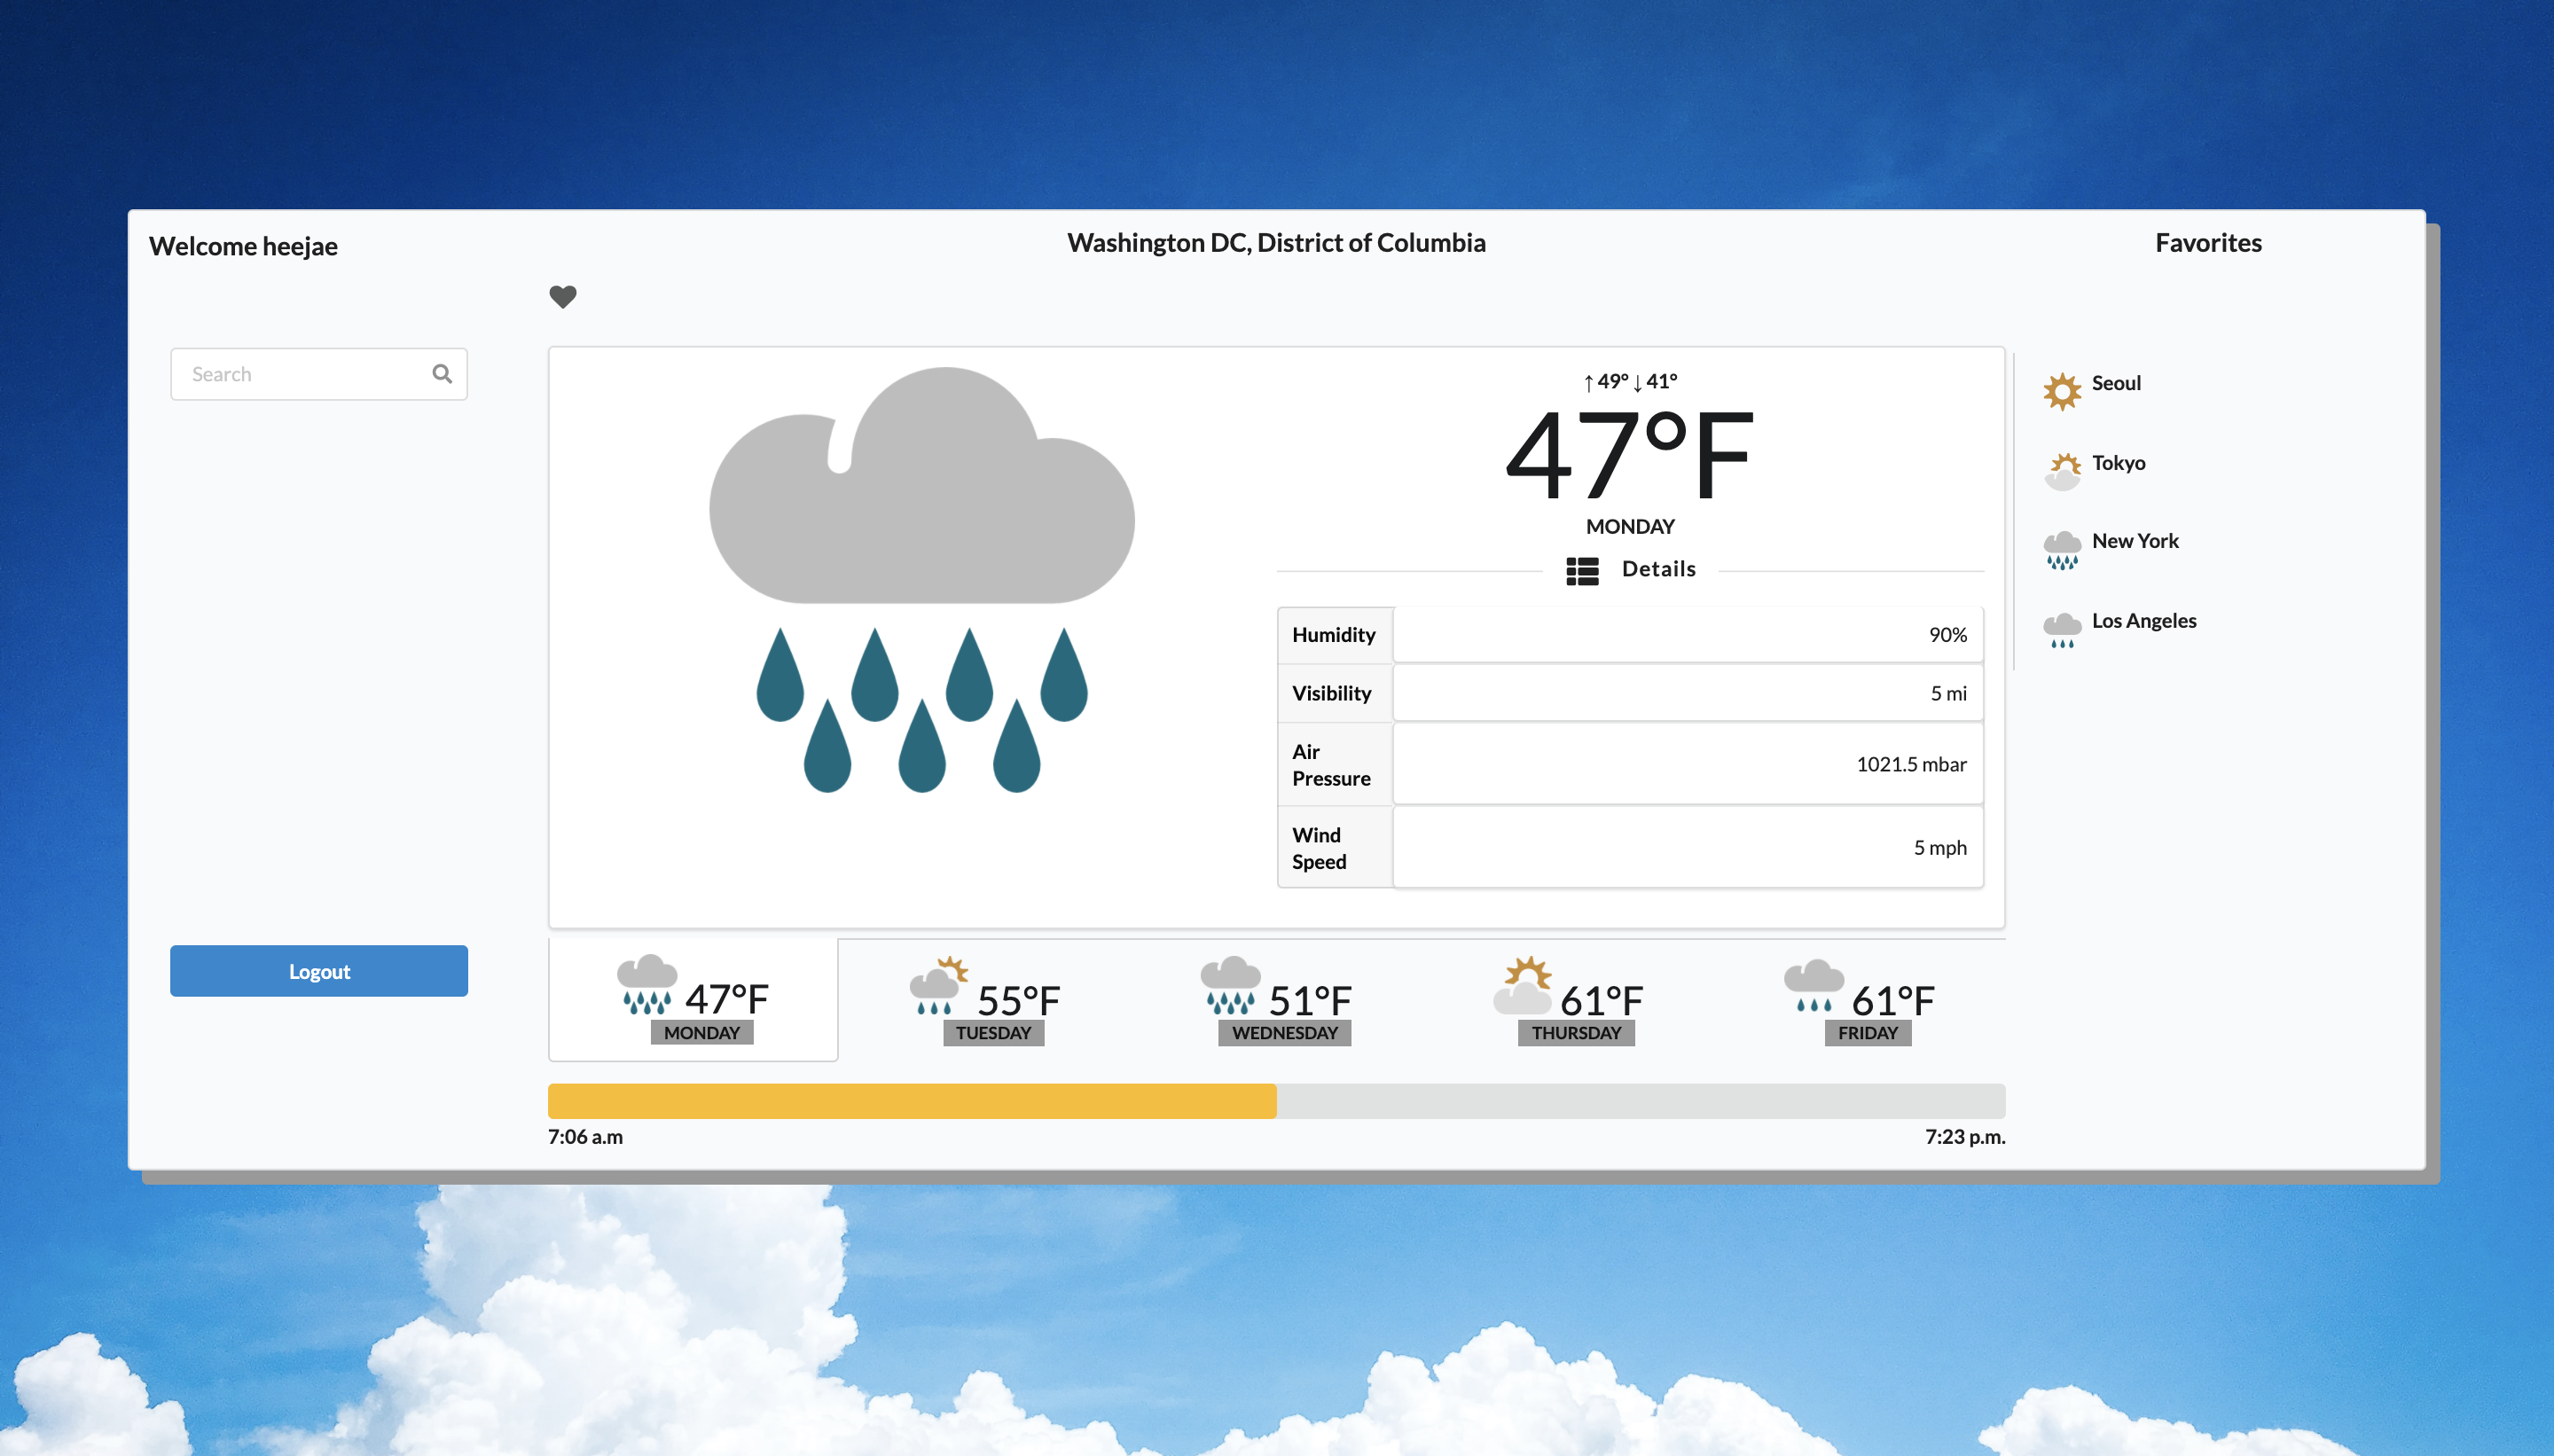 Welcome heejae
Washington DC, District of Columbia
Favorites
Search
↑49° ↓41°
47°F
MONDAY
Details
Humidity 90%
Visibility 5 mi
Air
Pressure
1021.5 mbar
Wind
Speed
5 mph
Seoul
Tokyo
New York
Los Angeles
Logout
47°F
MONDAY
55°F
TUESDAY
51°F
WEDNESDAY
61°F
THURSDAY
61°F
FRIDAY
7:06 a.m
7:23 p.m.